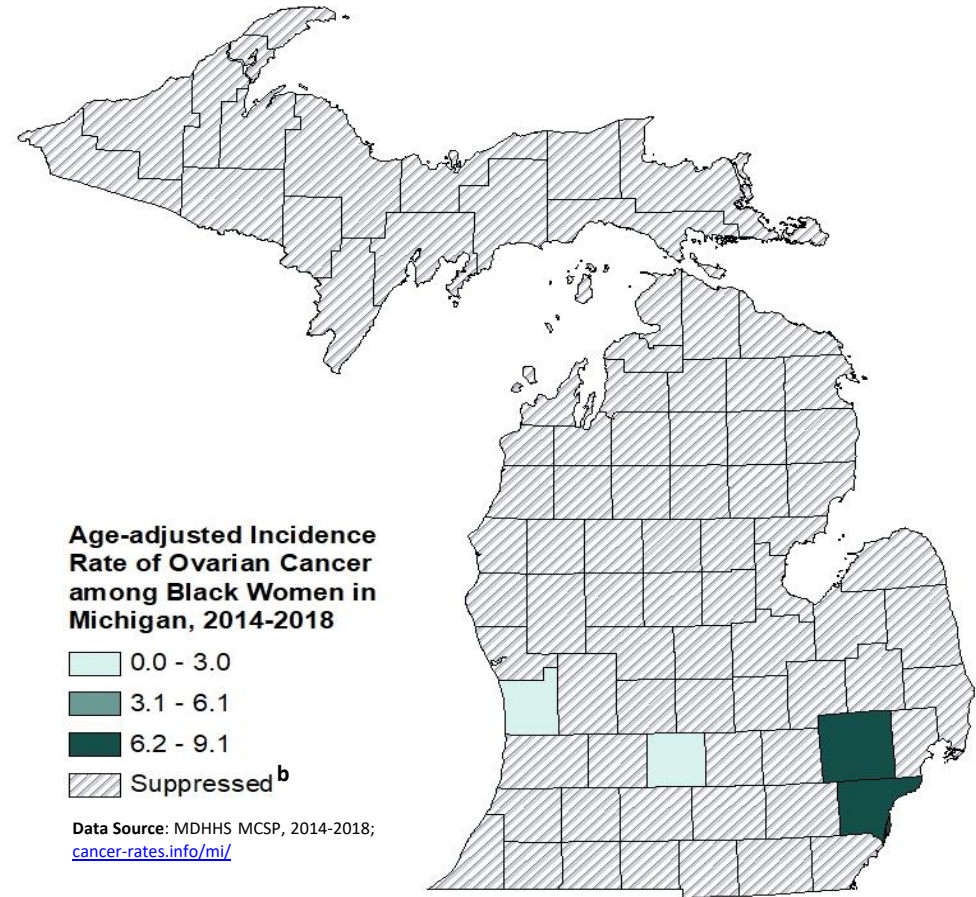 Age-adjusted Incidence
Rate of Ovarian Cancer
among Black Women in
Michigan, 2014-2018
0.0 - 3.0
3.1 - 6.1
6.2 - 9.1
Suppressed b
Data Source: MDHHS MCSP, 2014-2018;
cancer-rates.info/mi/